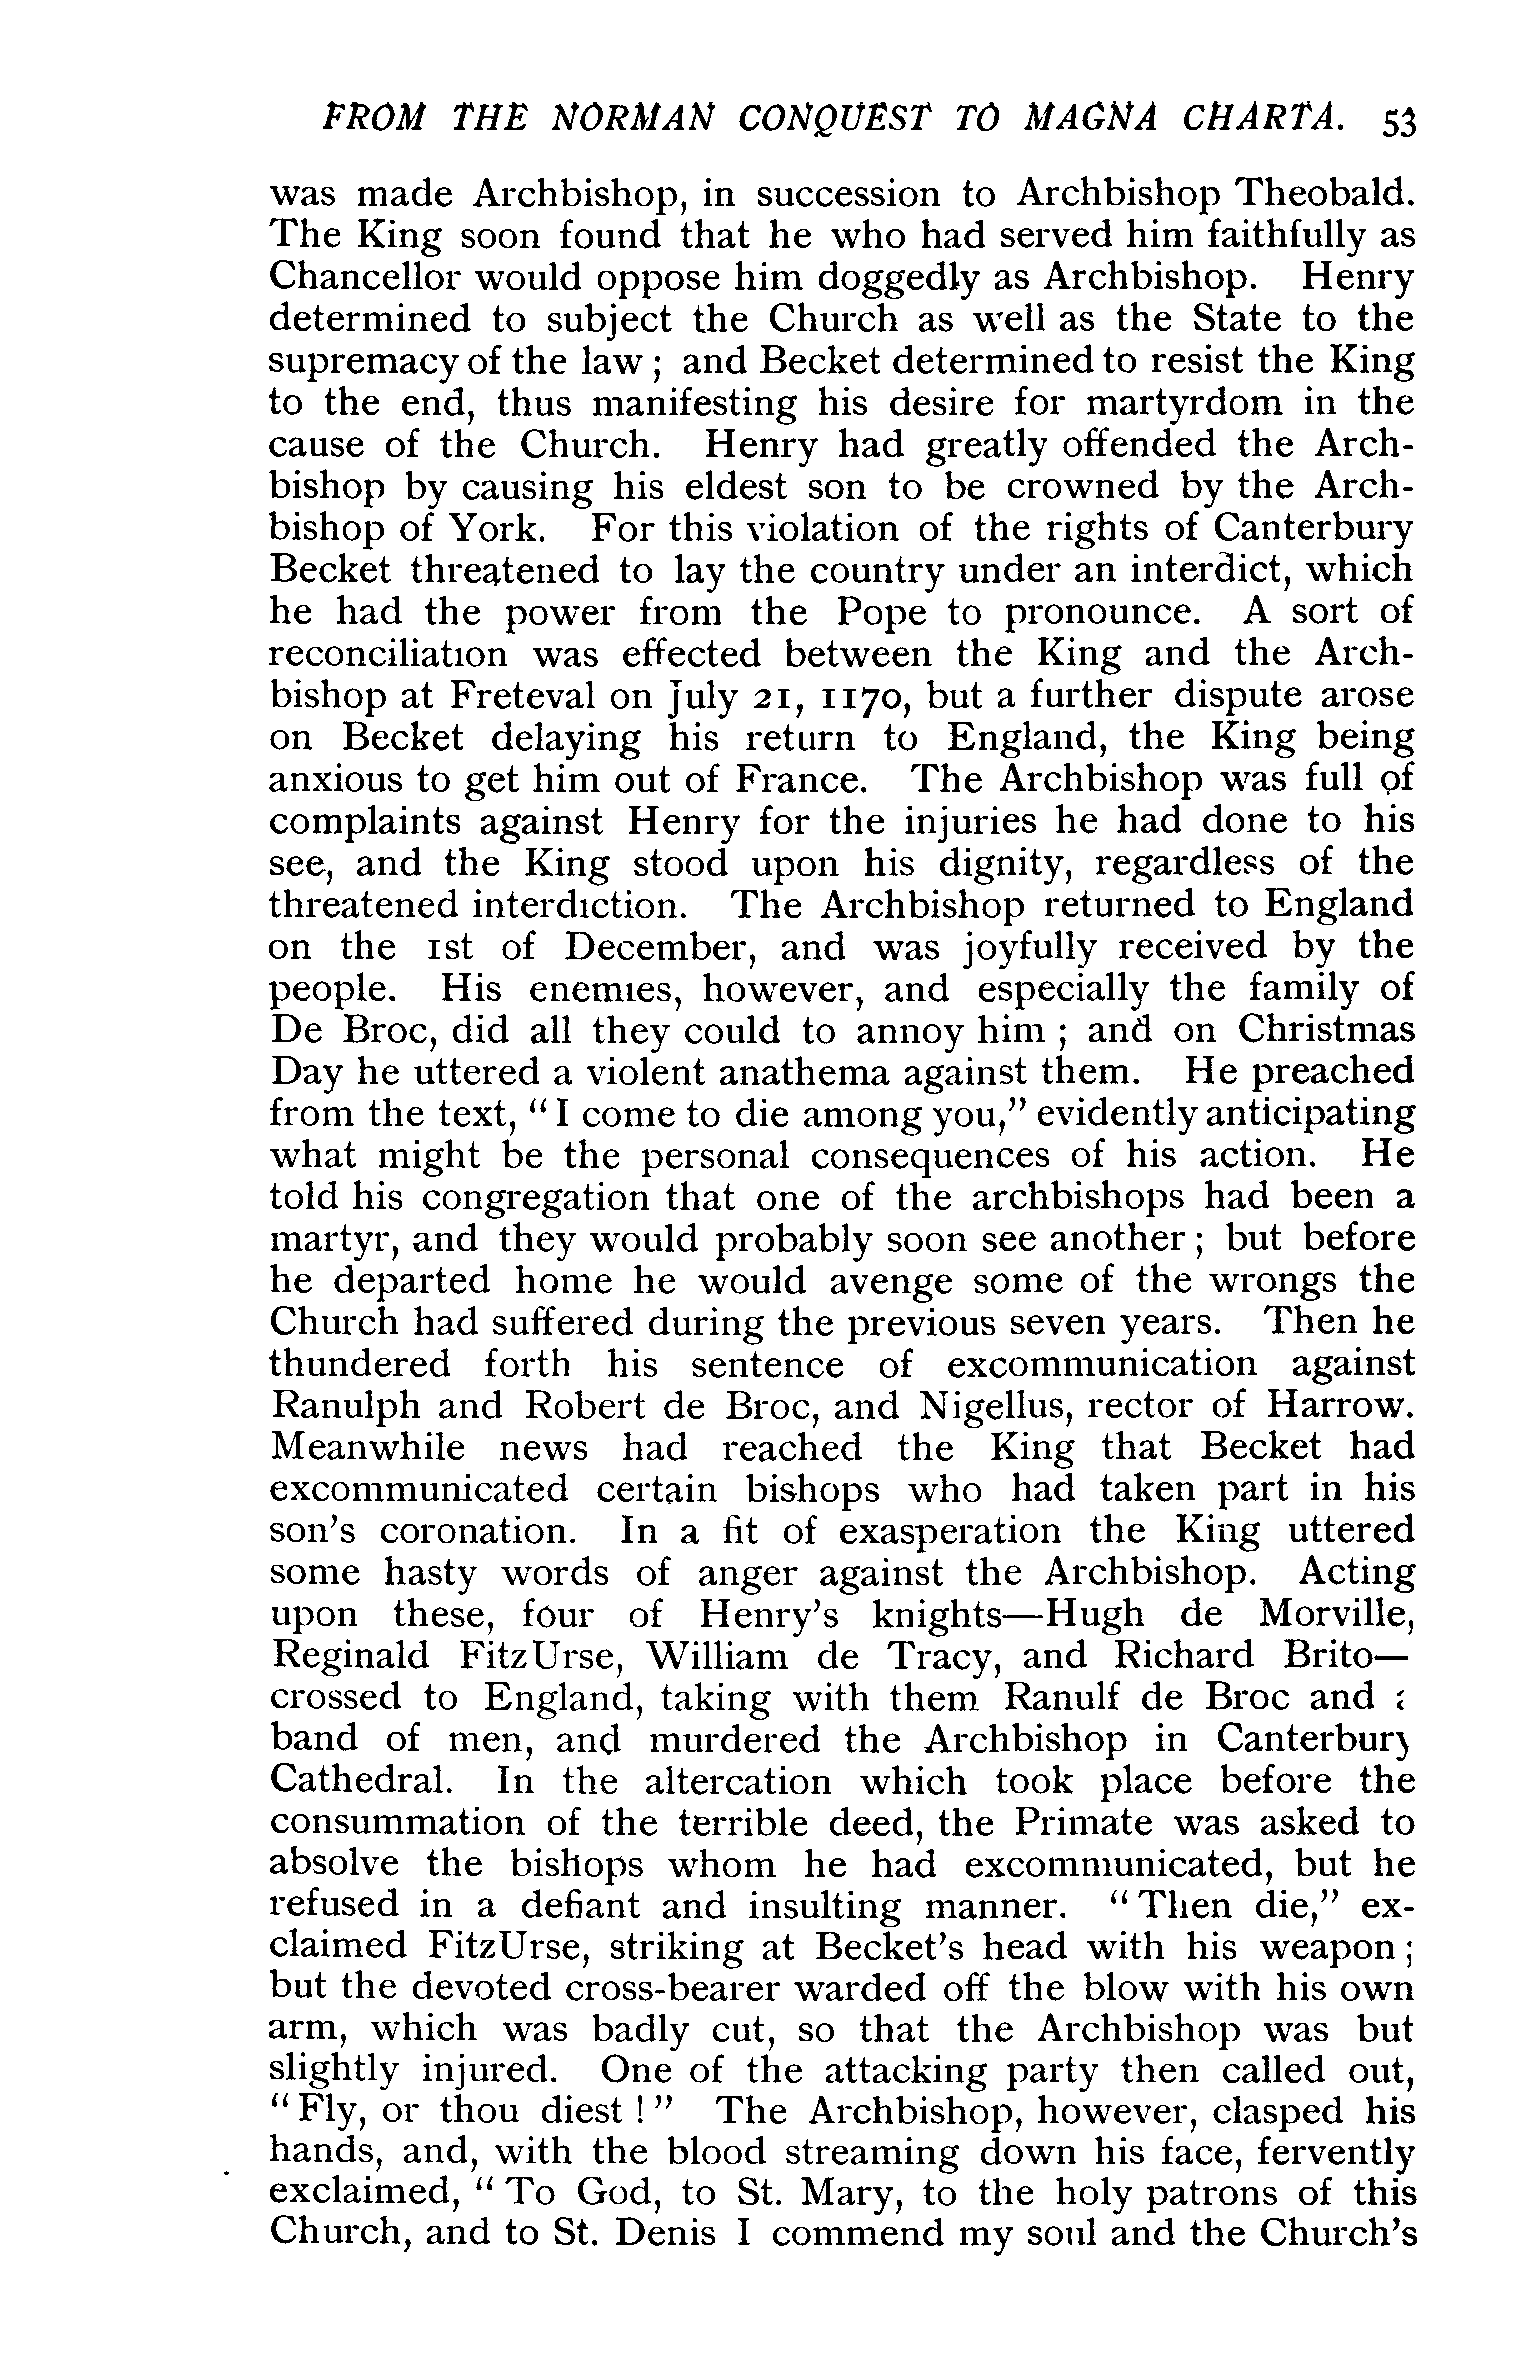 FROM THE NORMAN CONQUEST TO MAGNA CHARTA. 53
was made Archbishop, in succession to Archbishop Theobald.
The King soon found that he who had served him faithfully as
Chancellor would oppose him doggedly as Archbishop. Henry
determined to subject the Church as well as the State to the
supremacy of the law ; and Becket determined to resist the King
to the end, thus manifesting his desire for martyrdom in the
cause of the Church. Henry had greatly offended the Arch-
bishop by causing his eldest son to be crowned by the Arch-
bishop of York. For this violation of the rights of Canterbury
Becket threatened to lay the country under an interdict, which
he had the power from the Pope to pronounce. A sort of
reconciliation was effected between the King and the Arch-
bishop at Freteval on July 21, 1170, but a further dispute arose
on Becket delaying his return to England, the King being
anxious to get him out of France. The Archbishop was full of
complaints against Henry for the injuries he had done to his
see, and the King stood upon his dignity, regardless of the
threatened interdiction. The Archbishop returned to England
on the 1st of December, and was joyfully received by the
people. His enemies, however, and especially the family of
De Broc, did all they could to annoy him ; and on Christmas
Day he uttered a violent anathema against them. He preached
from the text, “ I come to die among you,” evidently anticipating
what might be the personal consequences of his action. He
told his congregation that one of the archbishops had been a
martyr, and they would probably soon see another ; but before
he departed home he would avenge some of the wrongs the
Church had suffered during the previous seven years. Then he
thundered forth his sentence of excommunication against
Ranulph and Robert de Broc, and Nigellus, rector of Harrow.
Meanwhile news had reached the King that Becket had
excommunicated certain bishops who had taken part in his
son’s coronation. In a fit of exasperation the King uttered
some hasty words of anger against the Archbishop. Acting
upon these, four of Henry’s knights—Hugh de Morville,
Reginald FitzUrse, William de Tracy, and Richard Brito—
crossed to England, taking with them Ranulf de Broc and a
band of men, and murdered the Archbishop in Canterbury
Cathedral. In the altercation which took place before the
consummation of the terrible deed, the Primate was asked to
absolve the bishops whom he had excommunicated, but he
refused in a defiant and insulting manner. “ Then die,” ex-
claimed FitzUrse, striking at Becket’s head with his weapon ;
but the devoted cross-bearer warded off the blow with his own
arm, which was badly cut, so that the Archbishop was but
slightly injured. One of the attacking party then called out,
“ Fly, or thou diest ! ” The Archbishop, however, clasped his
hands, and, with the blood streaming down his face, fervently
exclaimed, “ To God, to St. Mary, to the holy patrons of this
Church, and to St. Denis I commend my soul and the Church’s